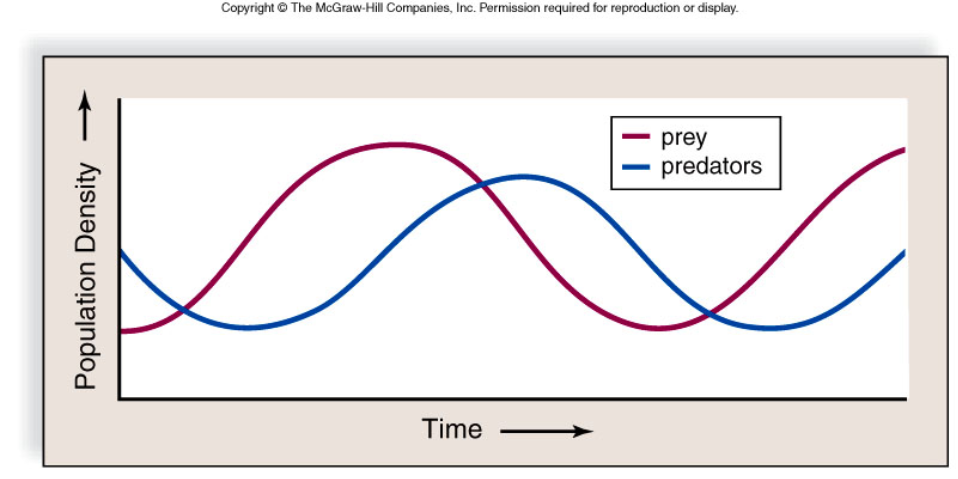 Copyright © The McGraw-Hill Companies, Inc. Permission required for reproduction or display.
prey
predators
Population Density
Time